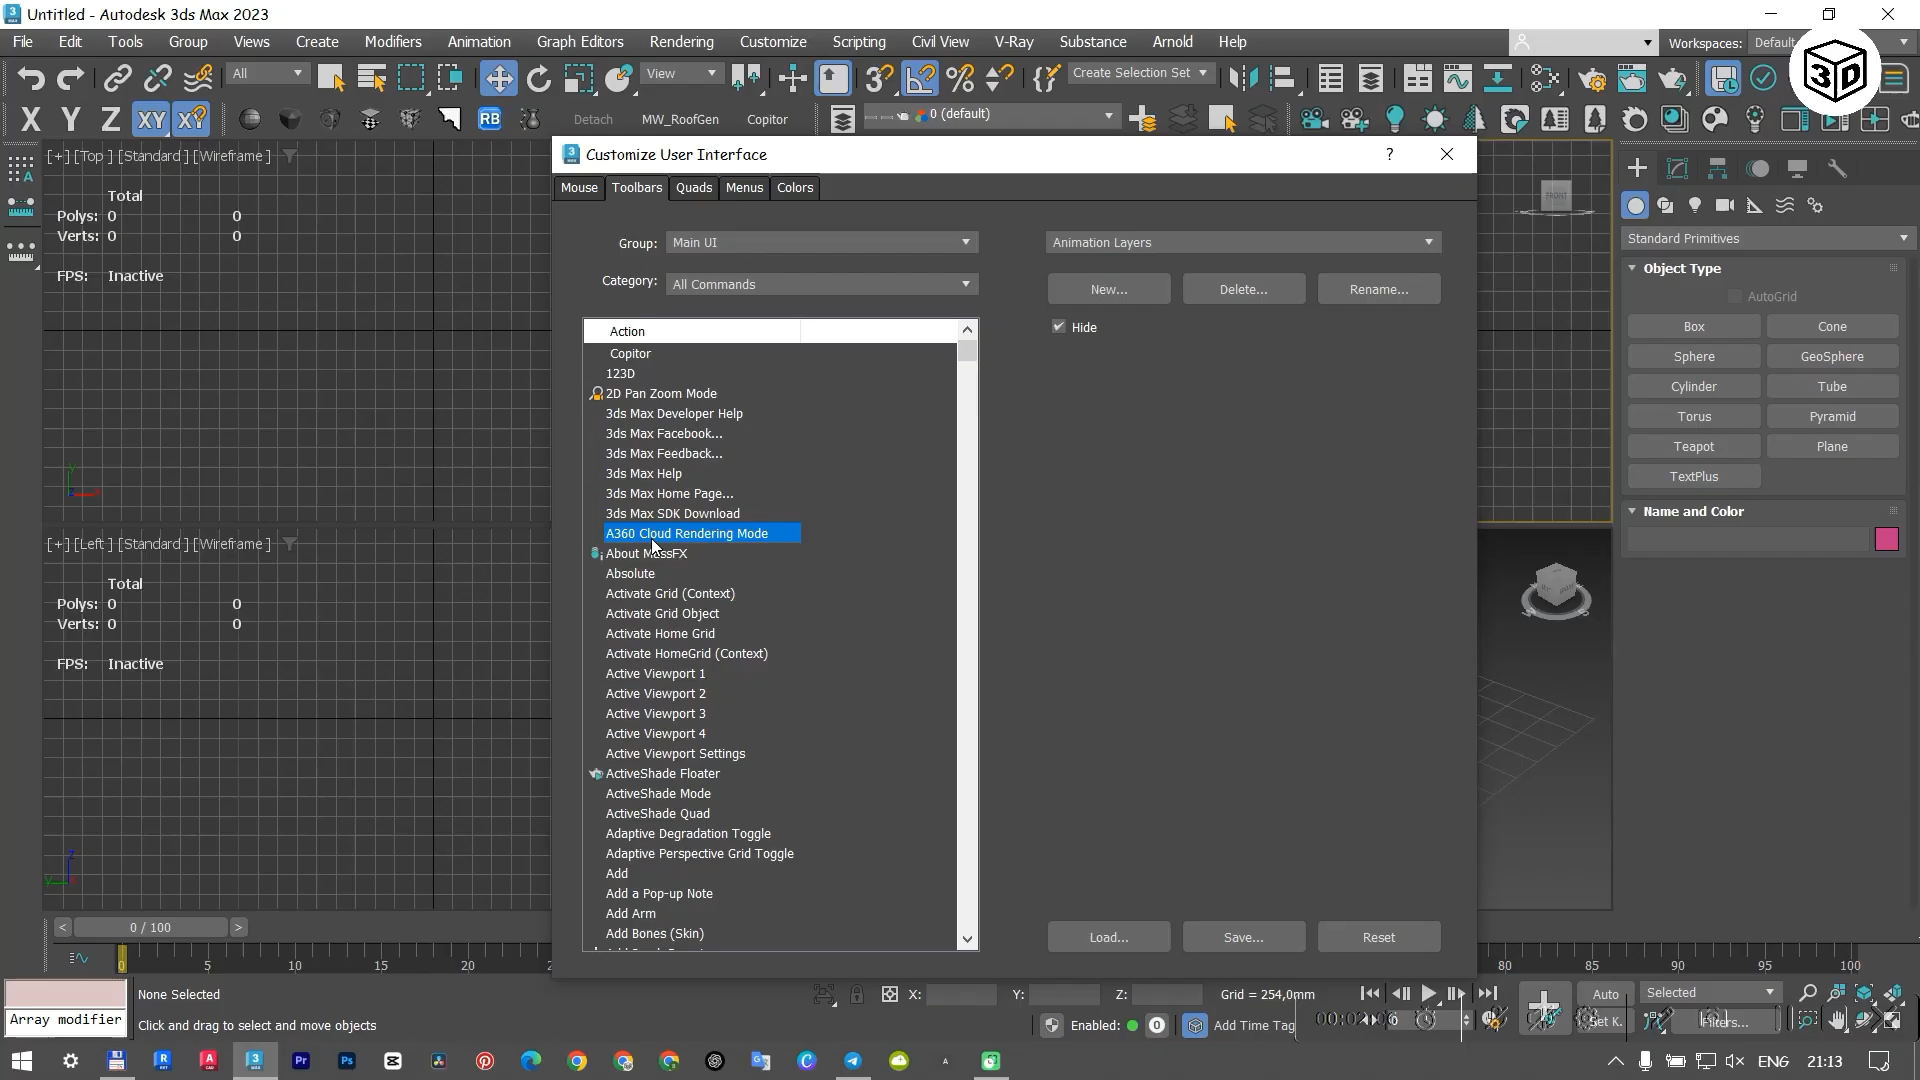 Untitled - Autodesk 3ds Max 2023
File Edit Tools Group Views Create Modifiers Animation Graph Editors Rendering Customize Scripting Civil View V-Ray Substance Arnold Help
Workspaces: Default
All
View
Create Selection Set
3D
X Y Z XY X?
RB
Detach MW_RoofGen Copitor
0 (default)
[+] [Top ] [Standard ] [Wireframe ]
Total
Polys: 0 0
Verts: 0 0
FPS: Inactive
[+] [Left ] [Standard ] [Wireframe ]
Total
Polys: 0 0
Verts: 0 0
FPS: Inactive
Customize User Interface
Mouse Toolbars Quads Menus Colors
Group: Main UI
Category: All Commands
Action
Copitor
123D
2D Pan Zoom Mode
3ds Max Developer Help
3ds Max Facebook...
3ds Max Feedback...
3ds Max Help
3ds Max Home Page...
3ds Max SDK Download
A360 Cloud Rendering Mode
About MassFX
Absolute
Activate Grid (Context)
Activate Grid Object
Activate Home Grid
Activate HomeGrid (Context)
Active Viewport 1
Active Viewport 2
Active Viewport 3
Active Viewport 4
Active Viewport Settings
ActiveShade Floater
ActiveShade Mode
ActiveShade Quad
Adaptive Degradation Toggle
Adaptive Perspective Grid Toggle
Add
Add a Pop-up Note
Add Arm
Add Bones (Skin)
Animation Layers
New... Delete... Rename...
Hide
Load... Save... Reset
FRONT
Standard Primitives
Object Type
AutoGrid
Box Cone
Sphere GeoSphere
Cylinder Tube
Torus Pyramid
Teapot Plane
TextPlus
Name and Color
< 0 / 100 >
0 5 10 15 20 80 85 90 95 100
None Selected
Array modifier
Click and drag to select and move objects
X: Y: Z: Grid = 254,0mm
Enabled: 0 Add Time Tag
Auto Selected
Set K. Filters...
ENG 21:13